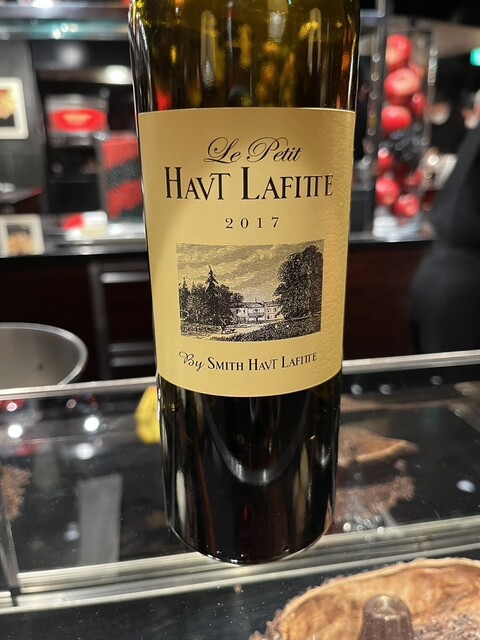 Le Petit
HAVT LAFITTE
2017
By SMITH HAVT LAFITTE